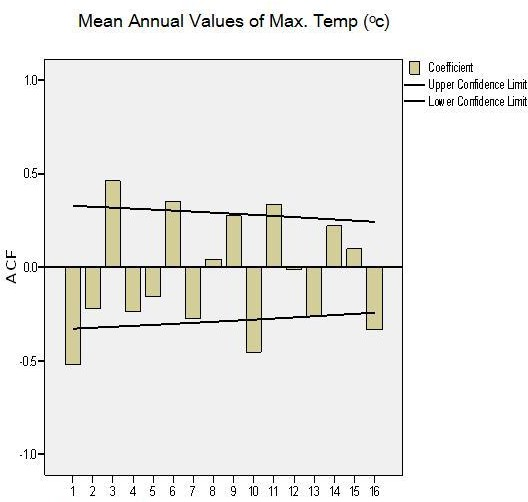 Mean Annual Values of Max. Temp (ºc)
Coefficient
Upper Confidence Limit
Lower Confidence Limit
1.0
0.5
0.0
-0.5
-1.0
ACF
1 2 3 4 5 6 7 8 9 10 11 12 13 14 15 16